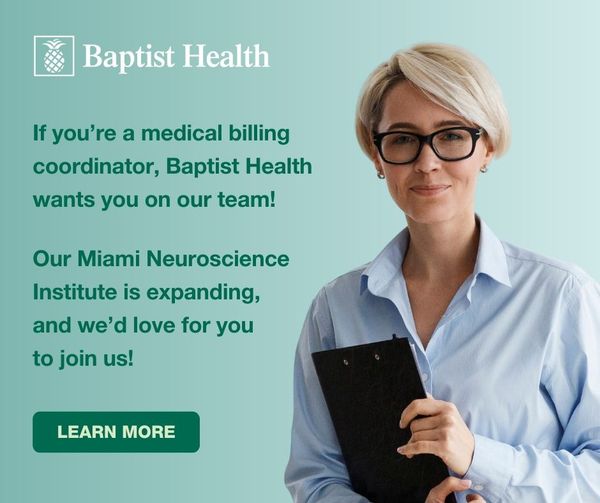 Baptist Health
If you’re a medical billing
coordinator, Baptist Health
wants you on our team!
Our Miami Neuroscience
Institute is expanding,
and we’d love for you
to join us!
LEARN MORE